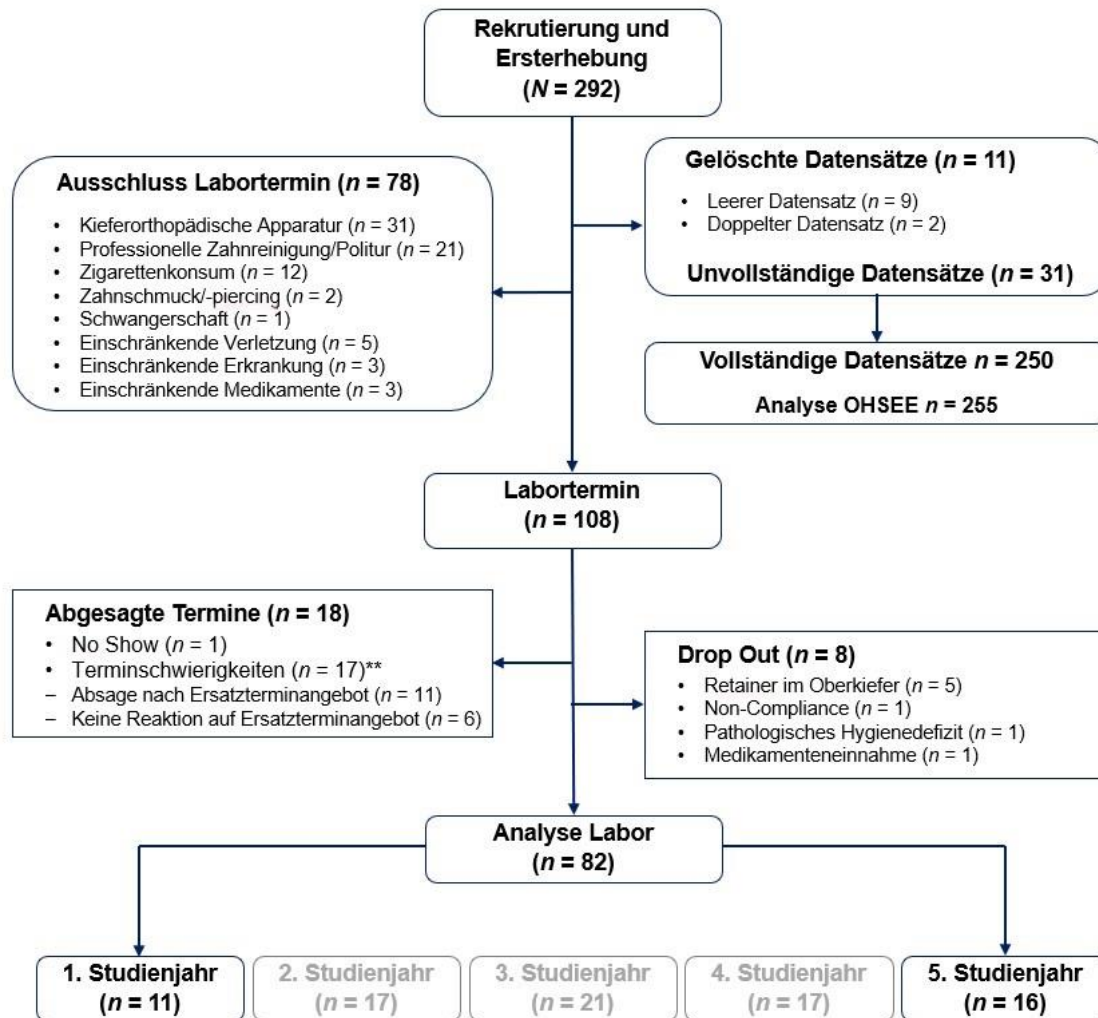 Rekrutierung und
Ersterhebung
(N = 292)
Ausschluss Labortermin (n = 78)
• Kieferorthopädische Apparatur (n = 31)
• Professionelle Zahnreinigung/Politur (n = 21)
• Zigarettenkonsum (n = 12)
• Zahnschmuck/-piercing (n = 2)
• Schwangerschaft (n = 1)
• Einschränkende Verletzung (n = 5)
• Einschränkende Erkrankung (n = 3)
• Einschränkende Medikamente (n = 3)
Gelöschte Datensätze (n = 11)
• Leerer Datensatz (n = 9)
• Doppelter Datensatz (n = 2)
Unvollständige Datensätze (n = 31)
Vollständige Datensätze n = 250
Analyse OHSEE n = 255
Labortermin
(n = 108)
Abgesagte Termine (n = 18)
• No Show (n = 1)
• Terminschwierigkeiten (n = 17)**
– Absage nach Ersatzterminangebot (n = 11)
– Keine Reaktion auf Ersatzterminangebot (n = 6)
Drop Out (n = 8)
• Retainer im Oberkiefer (n = 5)
• Non-Compliance (n = 1)
• Pathologisches Hygienedefizit (n = 1)
• Medikamenteneinnahme (n = 1)
Analyse Labor
(n = 82)
1. Studienjahr
(n = 11)
2. Studienjahr
(n = 17)
3. Studienjahr
(n = 21)
4. Studienjahr
(n = 17)
5. Studienjahr
(n = 16)